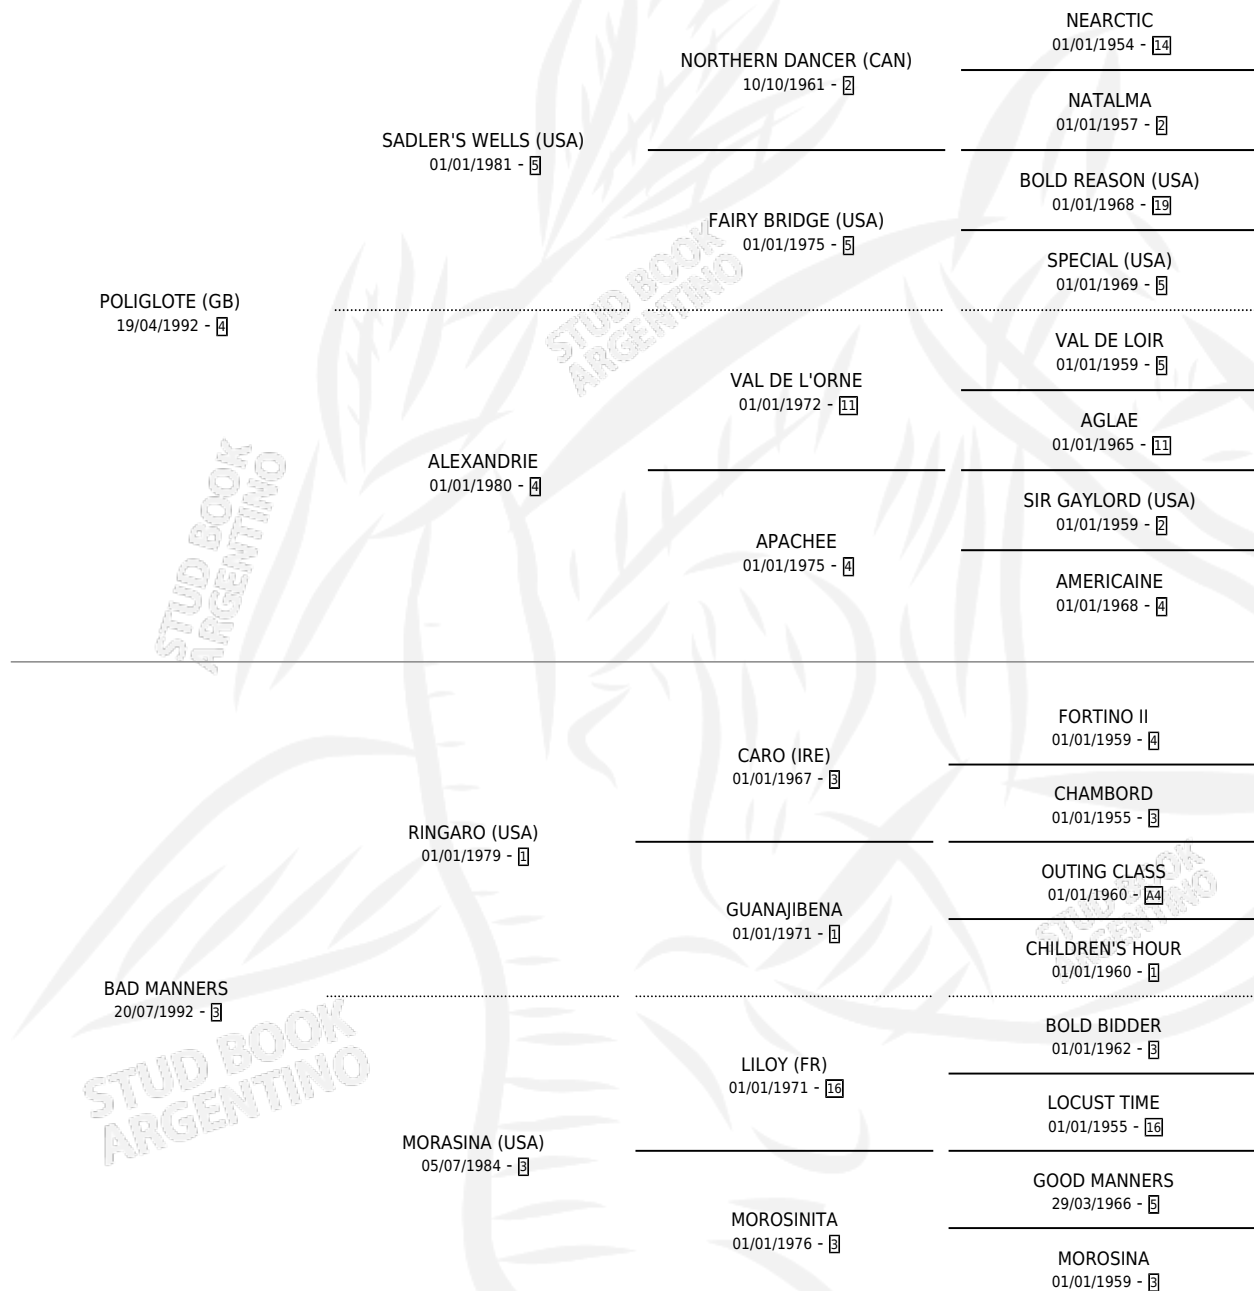 NEARCTIC
01/01/1954 - 14
NORTHERN DANCER (CAN)
10/10/1961 - 2
NATALMA
01/01/1957 - 2
SADLER'S WELLS (USA)
01/01/1981 - 5
BOLD REASON (USA)
01/01/1968 - 19
FAIRY BRIDGE (USA)
01/01/1975 - 5
SPECIAL (USA)
01/01/1969 - 5
STUD BOOK
ARGENTINO
POLIGLOTE (GB)
19/04/1992 - 4
VAL DE LOIR
01/01/1959 - 5
VAL DE L'ORNE
01/01/1972 - 11
AGLAE
01/01/1965 - 11
ALEXANDRIE
01/01/1980 - 4
SIR GAYLORD (USA)
01/01/1959 - 2
APACHEE
01/01/1975 - 4
AMERICAINE
01/01/1968 - 4
STUD BOOK
ARGENTINO
FORTINO II
01/01/1959 - 4
CARO (IRE)
01/01/1967 - 3
CHAMBORD
01/01/1955 - 3
RINGARO (USA)
01/01/1979 - 1
OUTING CLASS
01/01/1960 - A4
GUANAJIBENA
01/01/1971 - 1
CHILDREN'S HOUR
01/01/1960 - 1
STUD BOOK
ARGENTINO
BAD MANNERS
20/07/1992 - 3
BOLD BIDDER
01/01/1962 - 3
LILOY (FR)
01/01/1971 - 16
LOCUST TIME
01/01/1955 - 16
STUD BOOK
ARGENTINO
MORASINA (USA)
05/07/1984 - 3
GOOD MANNERS
29/03/1966 - 5
MOROSINITA
01/01/1976 - 3
MOROSINA
01/01/1959 - 3